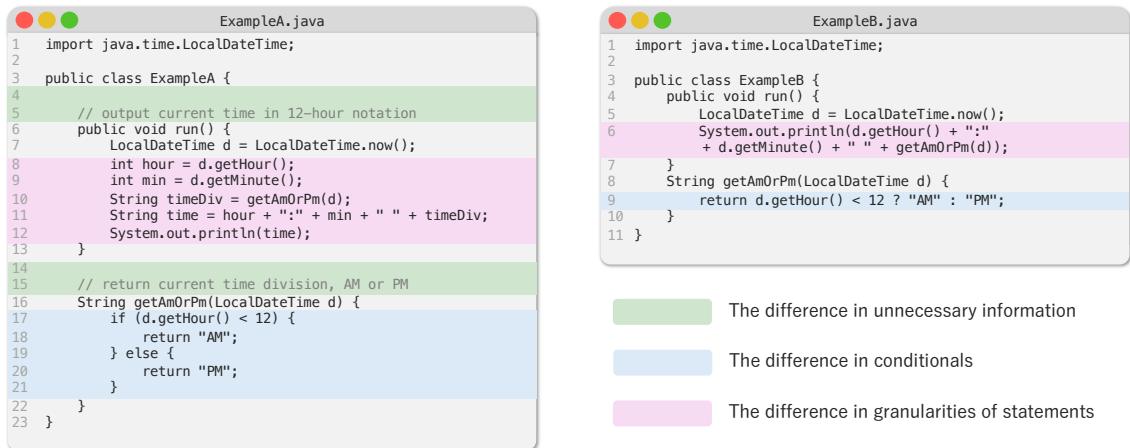 ExampleA.java
1 import java.time.LocalDateTime;
2
3 public class ExampleA {
4
5 // output current time in 12-hour notation
6 public void run() {
7 LocalDateTime d = LocalDateTime.now();
8 int hour = d.getHour();
9 int min = d.getMinute();
10 String timeDiv = getAmOrPm(d);
11 String time = hour + ":" + min + " " + timeDiv;
12 System.out.println(time);
13 }
14
15 // return current time division, AM or PM
16 String getAmOrPm(LocalDateTime d) {
17 if (d.getHour() < 12) {
18 return "AM";
19 } else {
20 return "PM";
21 }
22 }
23 }
ExampleB.java
1 import java.time.LocalDateTime;
2
3 public class ExampleB {
4 public void run() {
5 LocalDateTime d = LocalDateTime.now();
6 System.out.println(d.getHour() + ":"
+ d.getMinute() + " " + getAmOrPm(d));
7 }
8 String getAmOrPm(LocalDateTime d) {
9 return d.getHour() < 12 ? "AM" : "PM";
10 }
11 }
The difference in unnecessary information
The difference in conditionals
The difference in granularities of statements